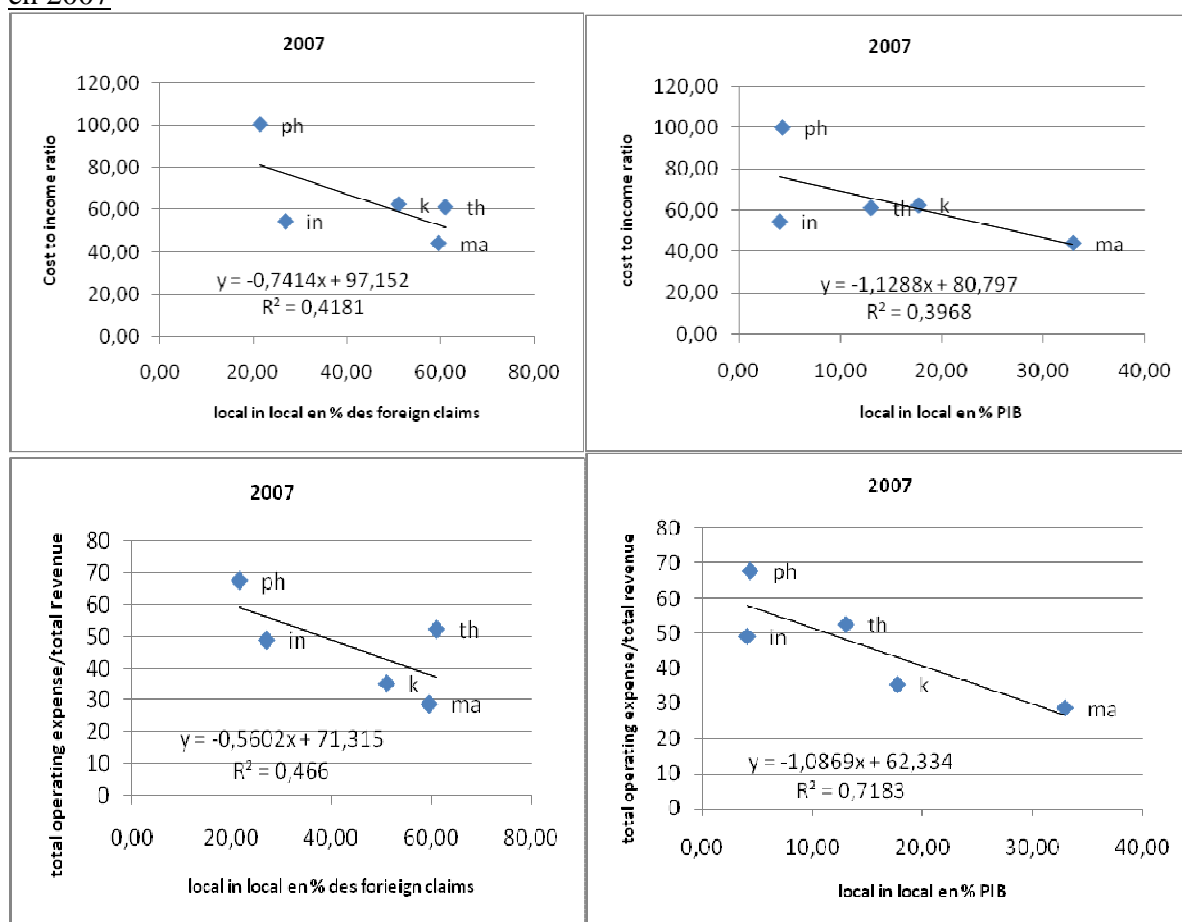 en 2007
2007
120,00
100,00
80,00
60,00
40,00
20,00
0,00
Cost to income ratio
ph
in
k
th
ma
y = -0,7414x + 97,152
R² = 0,4181
0,00 20,00 40,00 60,00 80,00
local in local en % des foreign claims
2007
120,00
100,00
80,00
60,00
40,00
20,00
0,00
cost to income ratio
ph
in
th
k
ma
y = -1,1288x + 80,797
R² = 0,3968
0,00 10,00 20,00 30,00 40,00
local in local en % PIB
2007
80
70
60
50
40
30
20
10
0
total operating expense/total revenue
ph
in
th
k
ma
y = -0,5602x + 71,315
R² = 0,466
0,00 20,00 40,00 60,00 80,00
local in local en % des forieign claims
2007
80
70
60
50
40
30
20
10
0
total operating expense/total revenue
ph
in
th
k
ma
y = -1,0869x + 62,334
R² = 0,7183
0,00 10,00 20,00 30,00 40,00
local in local en % PIB